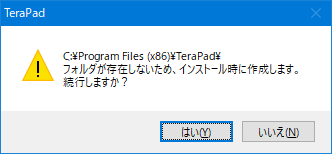 TeraPad
C:¥Program Files (x86)¥TeraPad¥
フォルダが存在しないため、インストール時に作成します。
続行しますか？
はい(Y)
いいえ(N)